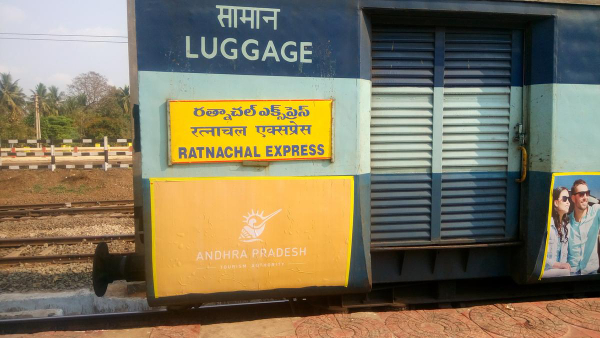 सामान
LUGGAGE
రత్నాచల్ ఎక్స్‌ప్రెస్
रत्नाचल एक्सप्रेस
RATNACHAL EXPRESS
ANDHRA PRADESH
TOURISM AUTHORITY